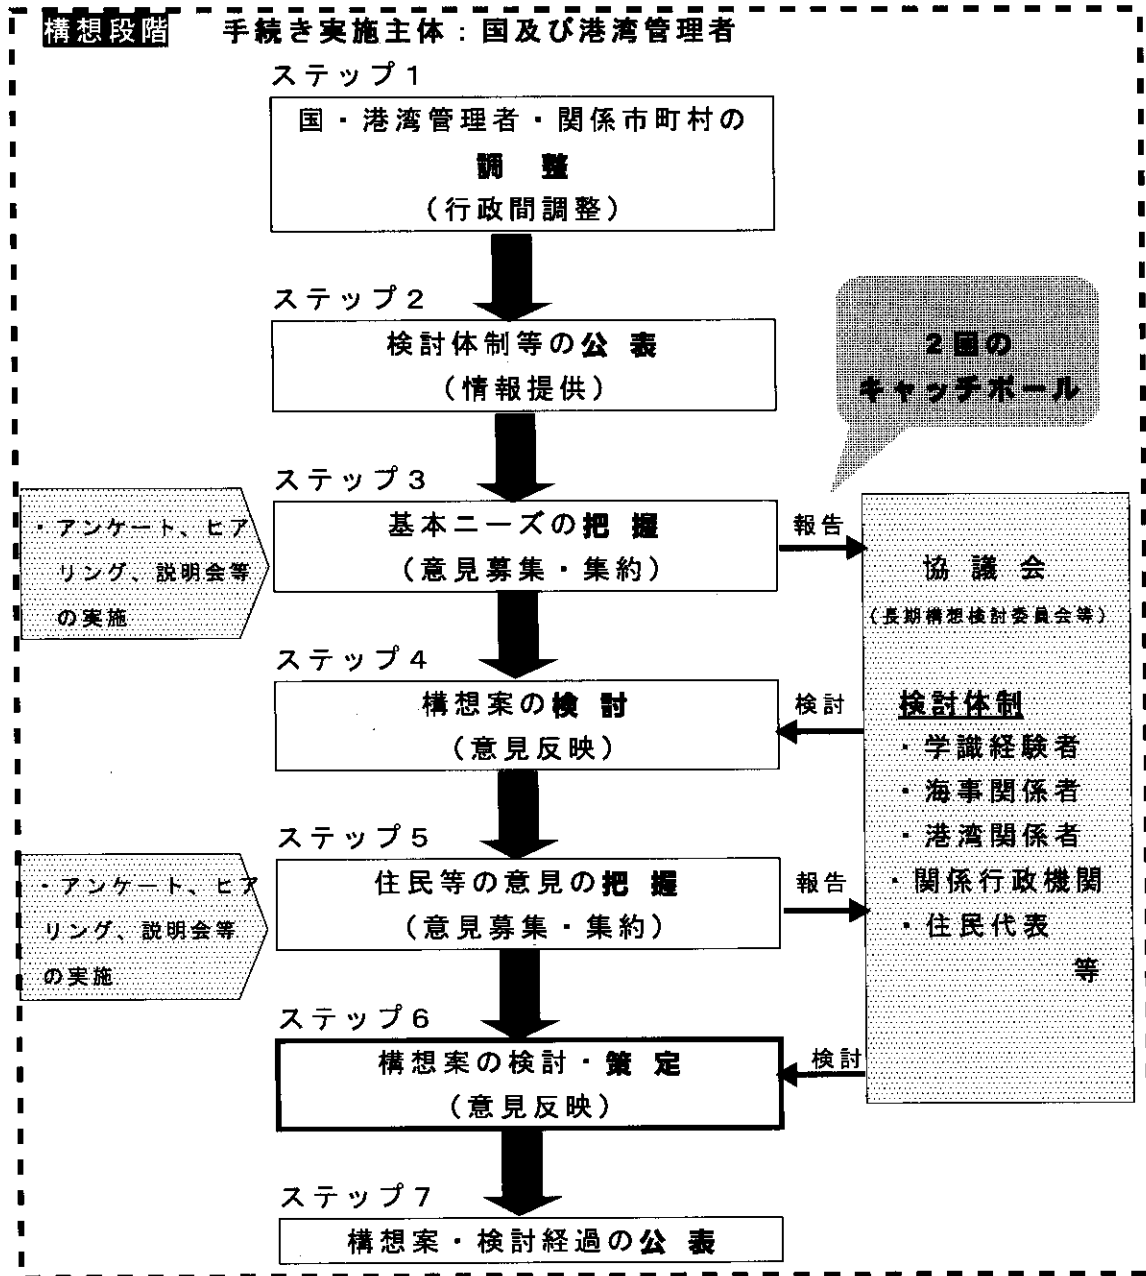 構想段階 手続き実施主体：国及び港湾管理者
ステップ1
国・港湾管理者・関係市町村の
調 整
（行政間調整）
ステップ2
検討体制等の公 表
（情報提供）
2回の
キャッチボール
ステップ3
・アンケート、ヒア
リング、説明会等
の実施
基本ニーズの把 握
（意見募集・集約）
報告
協 議 会
（長期構想検討委員会等）
検討体制
・学識経験者
・海事関係者
・港湾関係者
・関係行政機関
・住民代表
等
ステップ4
構想案の検 討
（意見反映）
検討
ステップ5
・アンケート、ヒア
リング、説明会等
の実施
住民等の意見の把 握
（意見募集・集約）
報告
ステップ6
構想案の検討・策 定
（意見反映）
検討
ステップ7
構想案・検討経過の公 表